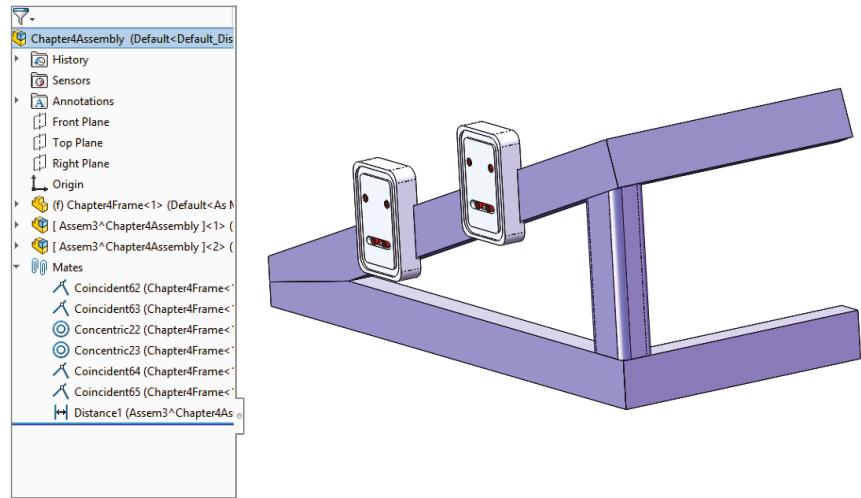 Chapter4Assembly (Default<Default_Dis
History
Sensors
Annotations
Front Plane
Top Plane
Right Plane
Origin
(f) Chapter4Frame<1> (Default<As M
[ Assem3^Chapter4Assembly ]<1> (
[ Assem3^Chapter4Assembly ]<2> (
Mates
Coincident62 (Chapter4Frame<
Coincident63 (Chapter4Frame<
Concentric22 (Chapter4Frame<
Concentric23 (Chapter4Frame<
Coincident64 (Chapter4Frame<
Coincident65 (Chapter4Frame<
Distance1 (Assem3^Chapter4As